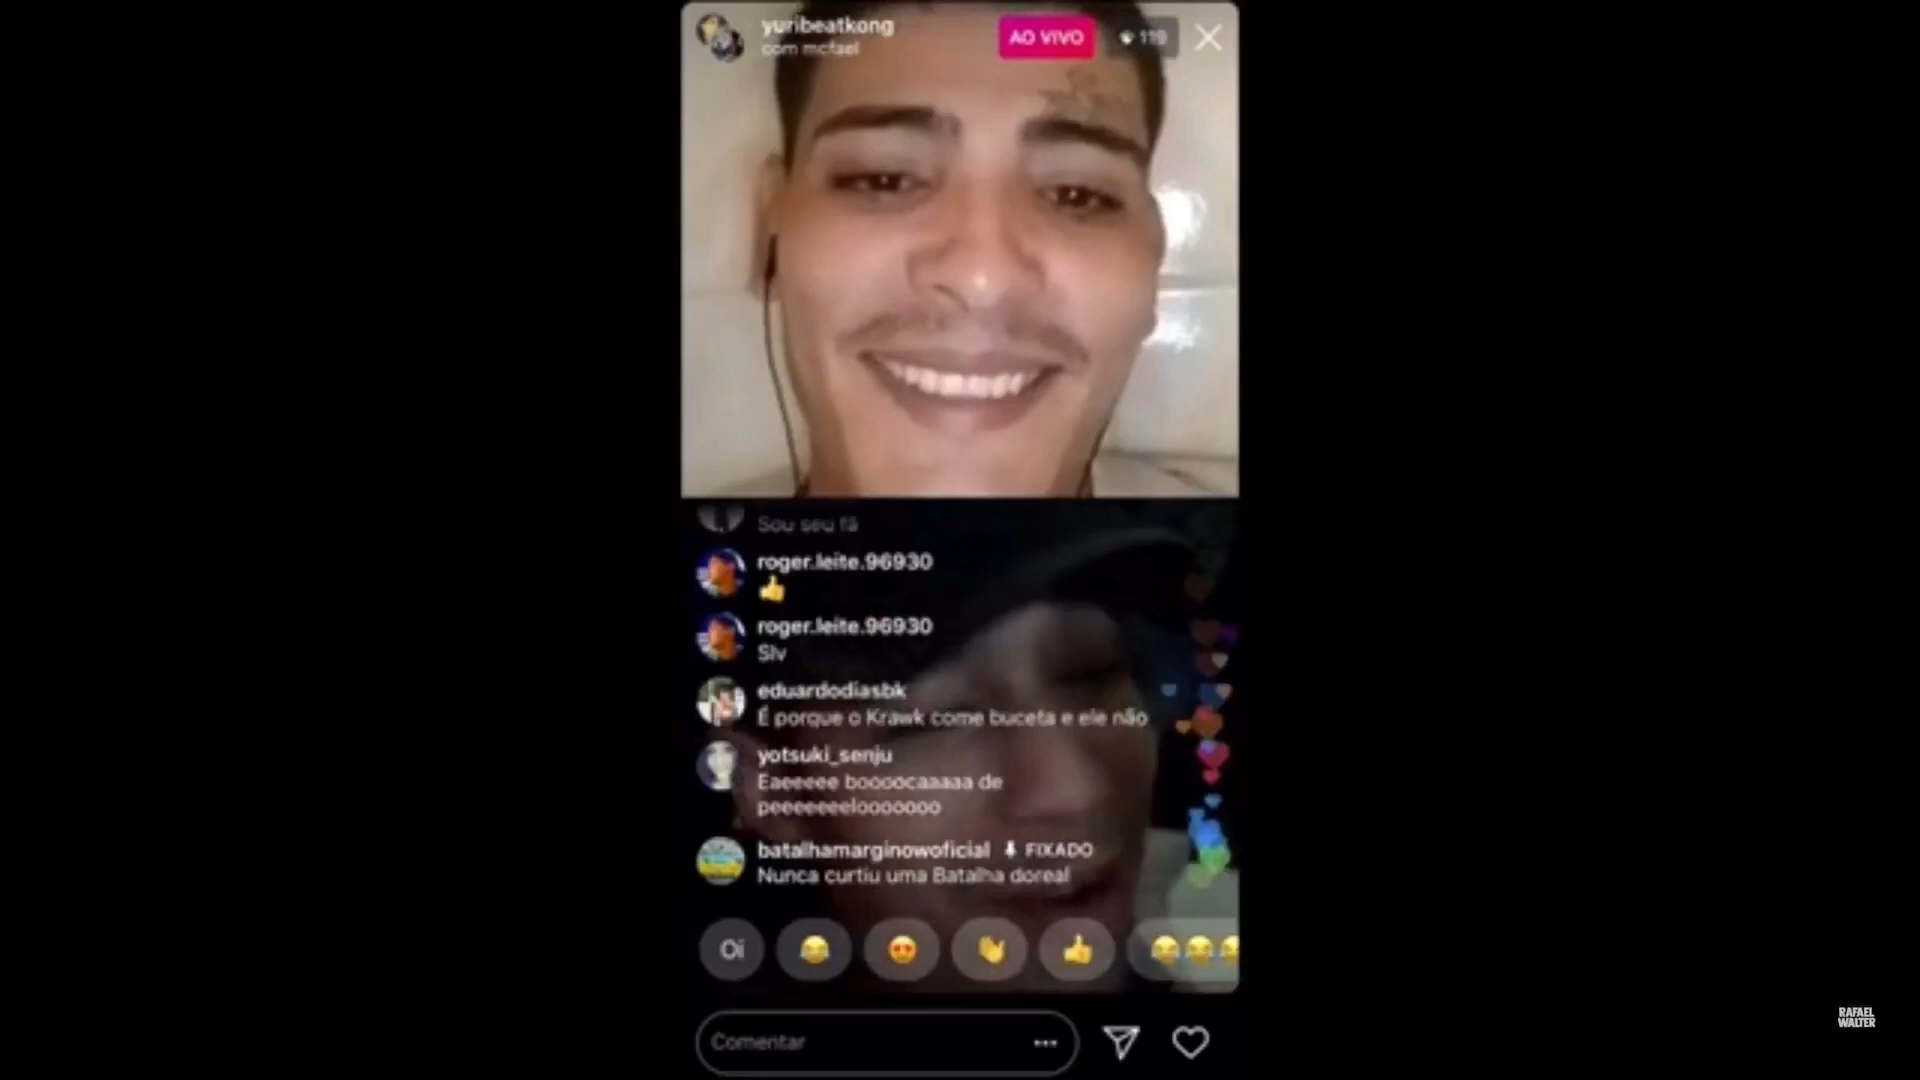 yuribeatkong
com mcfael
AO VIVO
119
Sou seu fã
roger.leite.96930
👍
roger.leite.96930
Slv
eduardodiasbk
É porque o Krawk come buceta e ele não
yotsuki_senju
Eaeeeee boooocaaaaa de
peeeeeeelooooooo
batalhamarginowoficial FIXADO
Nunca curtiu uma Batalha doreal
Oi 😂 😍 👏 👍 😂😂😂
Comentar
RAFAEL
WALTER